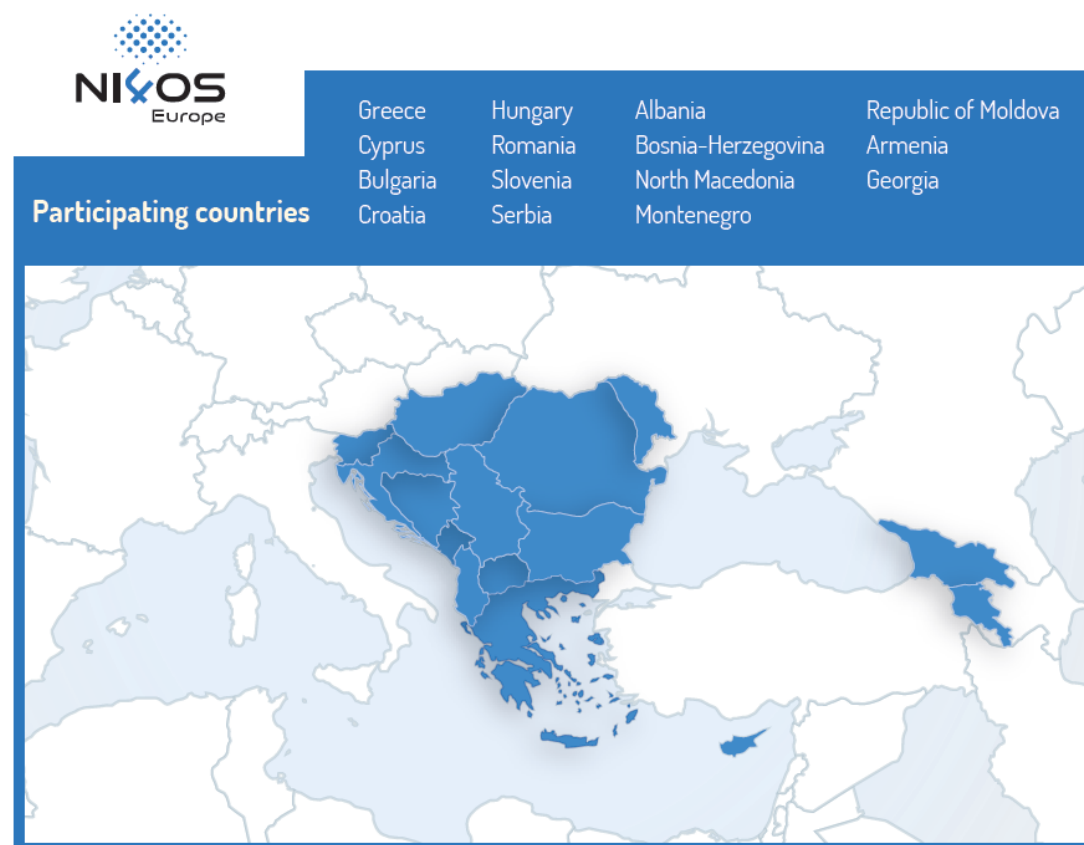 NI4OS
Europe
Participating countries
Greece
Cyprus
Bulgaria
Croatia
Hungary
Romania
Slovenia
Serbia
Albania
Bosnia-Herzegovina
North Macedonia
Montenegro
Republic of Moldova
Armenia
Georgia